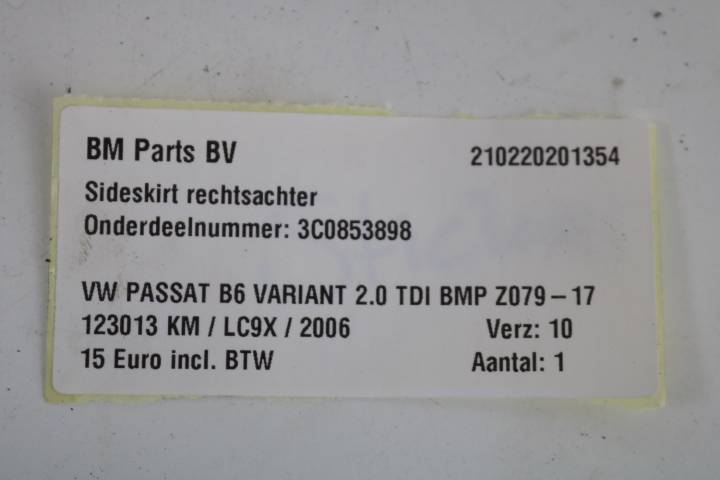 BM Parts BV 210220201354
Sideskirt rechtsachter
Onderdeelnummer: 3C0853898
VW PASSAT B6 VARIANT 2.0 TDI BMP Z079-17
123013 KM / LC9X / 2006 Verz: 10
15 Euro incl. BTW Aantal: 1